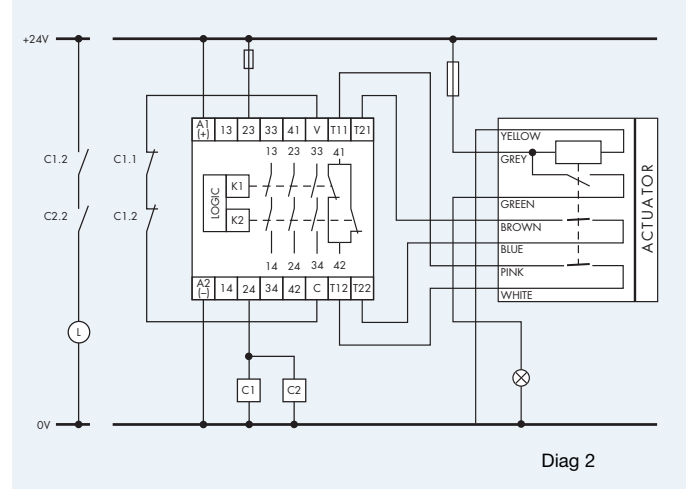 +24V
A1 (+) 13 23 33 41 V T11 T21
13 23 33 41
C1.2
C1.1
C2.2
C1.2
LOGIC
K1
K2
14 24 34 42
A2 (–) 14 24 34 42 C T12 T22
YELLOW
GREY
GREEN
BROWN
BLUE
PINK
WHITE
ACTUATOR
L
C1
C2
0V
Diag 2